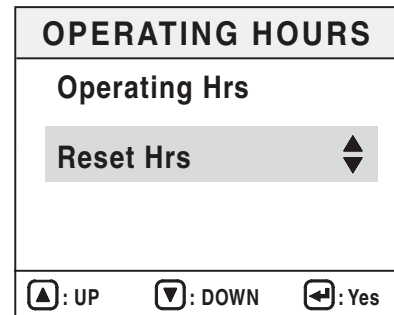 OPERATING HOURS
Operating Hrs
Reset Hrs
: UP : DOWN : Yes